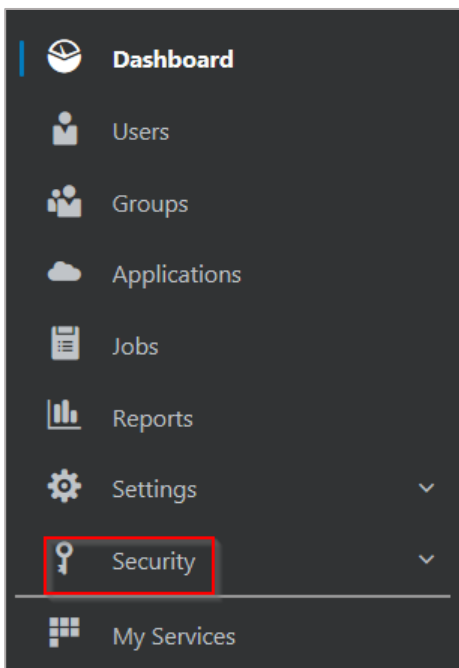 Dashboard
Users
Groups
Applications
Jobs
Reports
Settings
Security
My Services